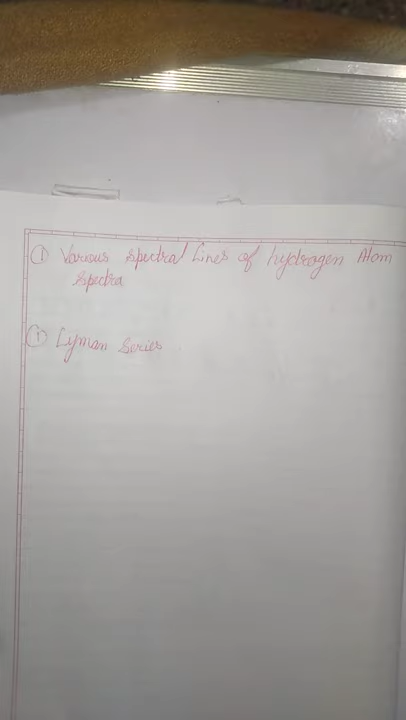 ① Various Spectral Lines of hydrogen Atom
Spectra
① Lyman Series